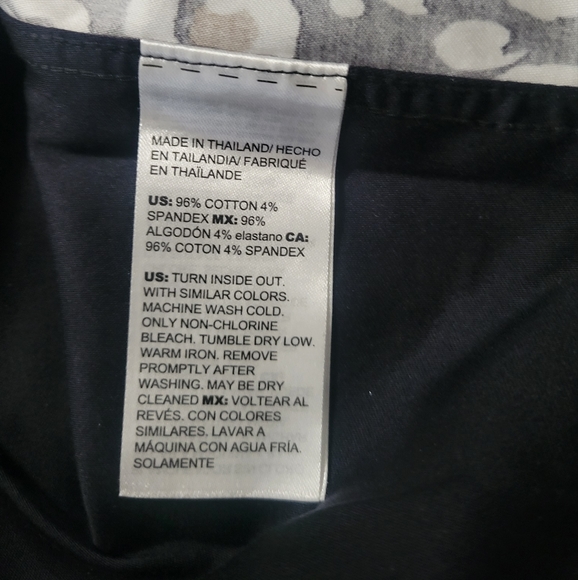 MADE IN THAILAND/ HECHO
EN TAILANDIA/ FABRIQUÉ
EN THAÏLANDE
US: 96% COTTON 4%
SPANDEX MX: 96%
ALGODÓN 4% elastano CA:
96% COTON 4% SPANDEX
US: TURN INSIDE OUT.
WITH SIMILAR COLORS.
MACHINE WASH COLD.
ONLY NON-CHLORINE
BLEACH. TUMBLE DRY LOW.
WARM IRON. REMOVE
PROMPTLY AFTER
WASHING. MAY BE DRY
CLEANED MX: VOLTEAR AL
REVÉS. CON COLORES
SIMILARES. LAVAR A
MÁQUINA CON AGUA FRÍA.
SOLAMENTE